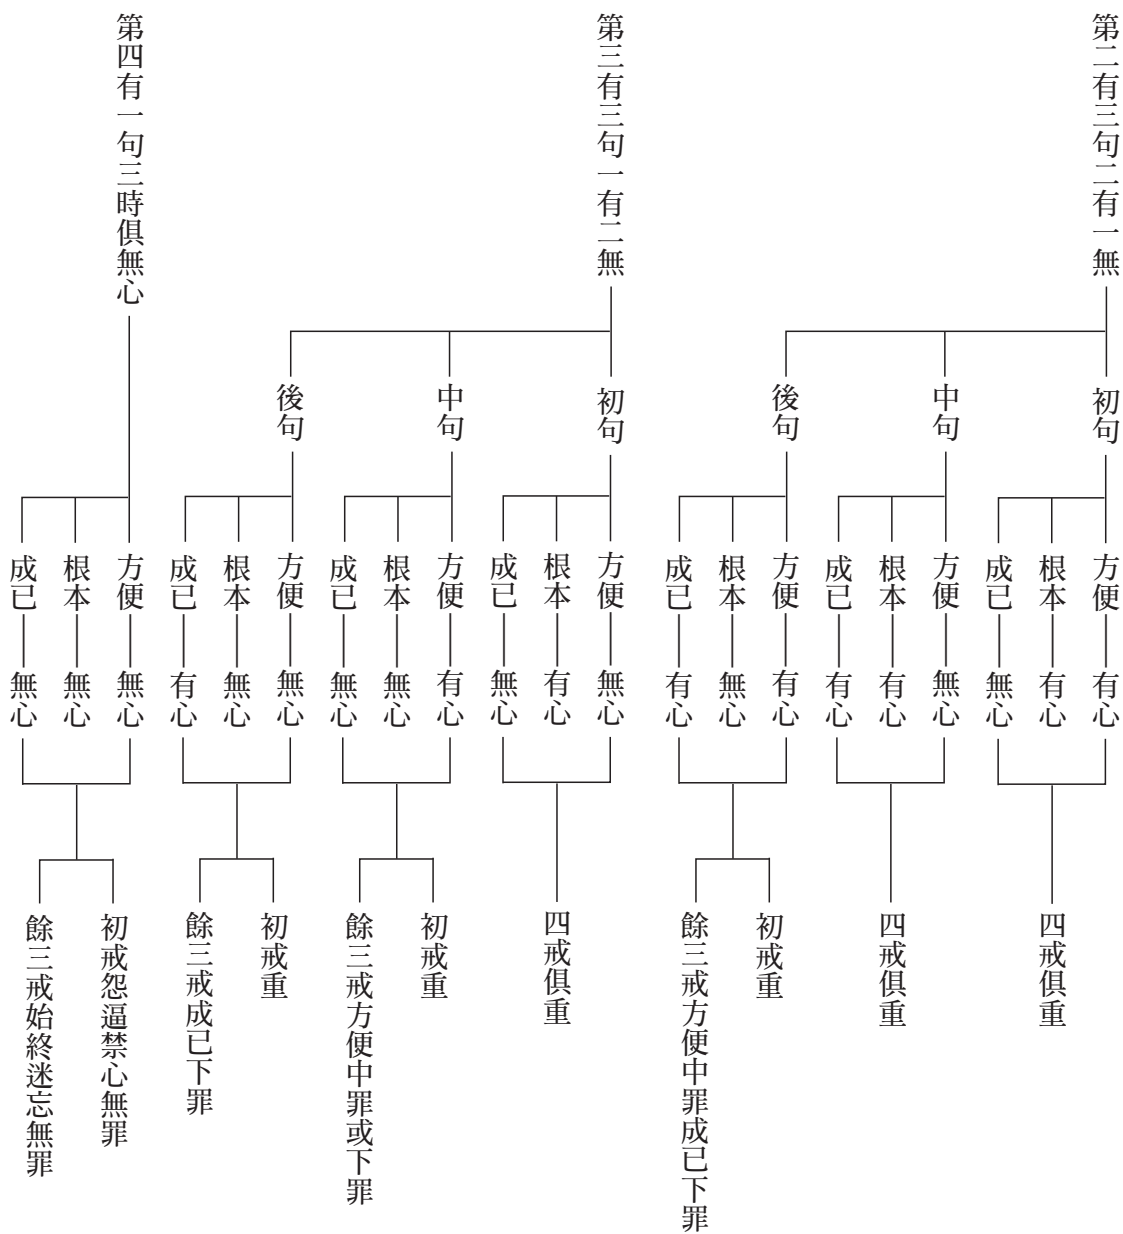 第二有三句二有一無
初句
方便 有心
根本 有心
成已 無心
四戒俱重
中句
方便 無心
根本 有心
成已 有心
四戒俱重
後句
方便 有心
根本 無心
成已 有心
初戒重
餘三戒方便中罪成已下罪
第三有三句一有二無
初句
方便 無心
根本 有心
成已 無心
四戒俱重
中句
方便 有心
根本 無心
成已 無心
初戒重
餘三戒方便中罪或下罪
後句
方便 無心
根本 無心
成已 有心
初戒重
餘三戒成已下罪
第四有一句三時俱無心
方便 無心
根本 無心
成已 無心
初戒怨逼禁心無罪
餘三戒始終迷忘無罪